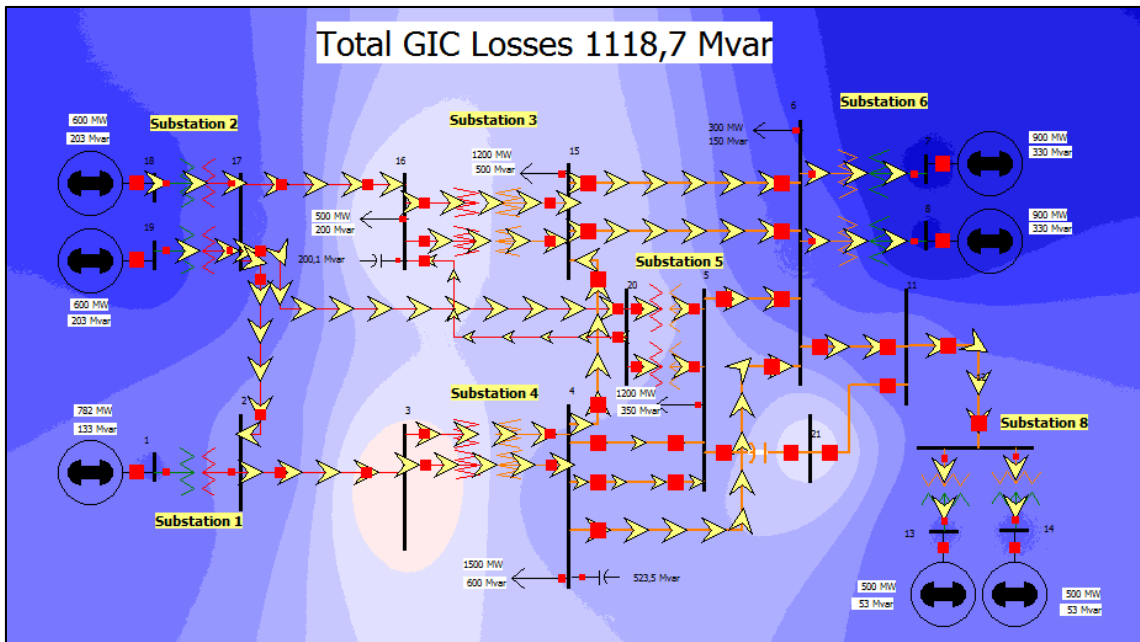 Total GIC Losses 1118,7 Mvar
Substation 2
600 MW
203 Mvar
18
17
19
600 MW
203 Mvar
Substation 3
16
1200 MW
500 Mvar
15
500 MW
200 Mvar
200,1 Mvar
6
300 MW
150 Mvar
Substation 6
900 MW
330 Mvar
8
900 MW
330 Mvar
Substation 5
20
5
1200 MW
350 Mvar
11
782 MW
133 Mvar
1
2
Substation 1
Substation 4
3
4
1500 MW
600 Mvar
523,5 Mvar
21
12
Substation 8
13
14
500 MW
53 Mvar
500 MW
53 Mvar